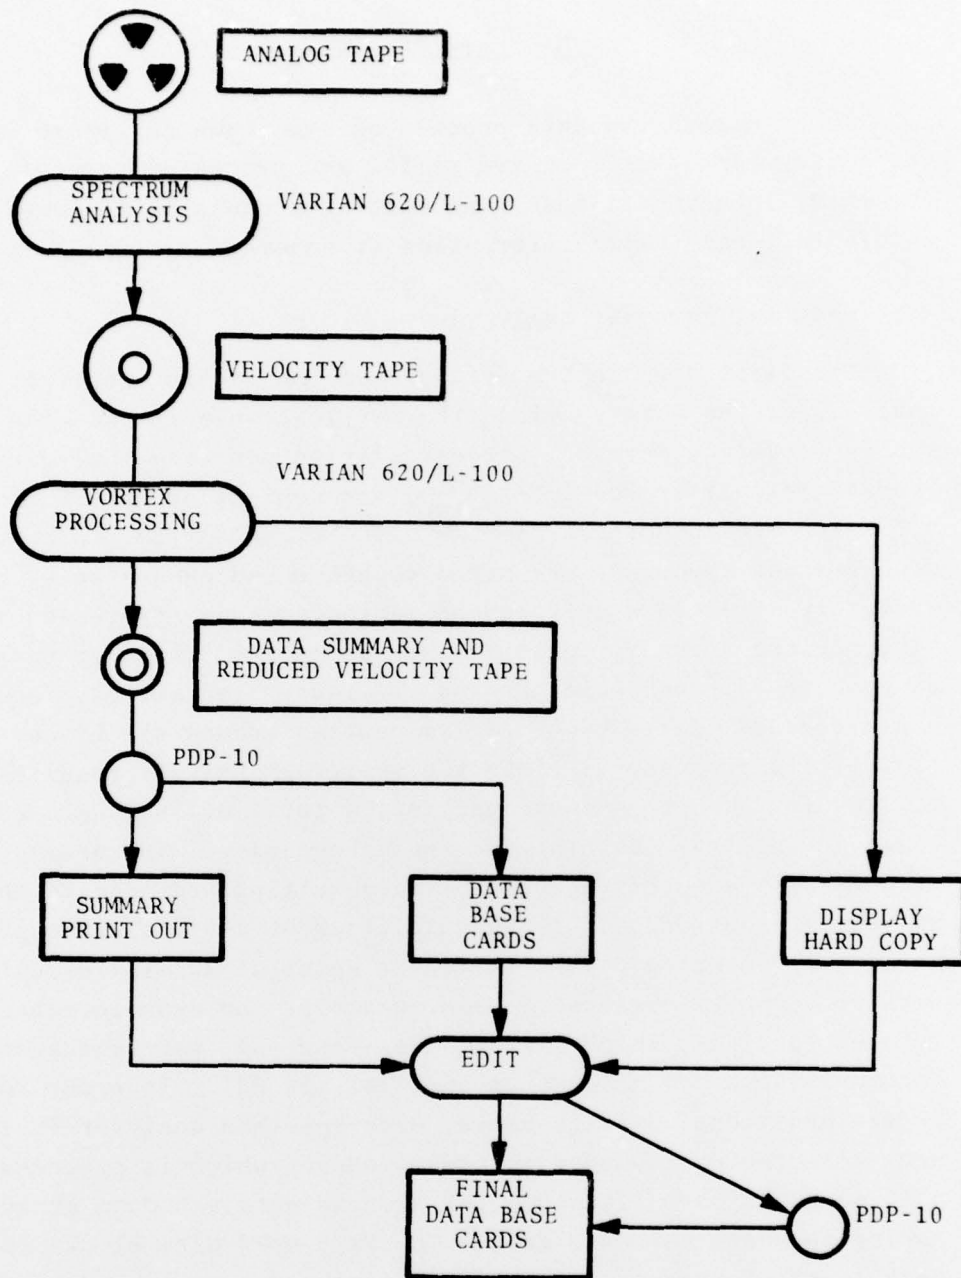 ANALOG TAPE
SPECTRUM
ANALYSIS
VARIAN 620/L-100
VELOCITY TAPE
VARIAN 620/L-100
VORTEX
PROCESSING
DATA SUMMARY AND
REDUCED VELOCITY TAPE
PDP-10
SUMMARY
PRINT OUT
DATA
BASE
CARDS
DISPLAY
HARD COPY
EDIT
FINAL
DATA BASE
CARDS
PDP-10